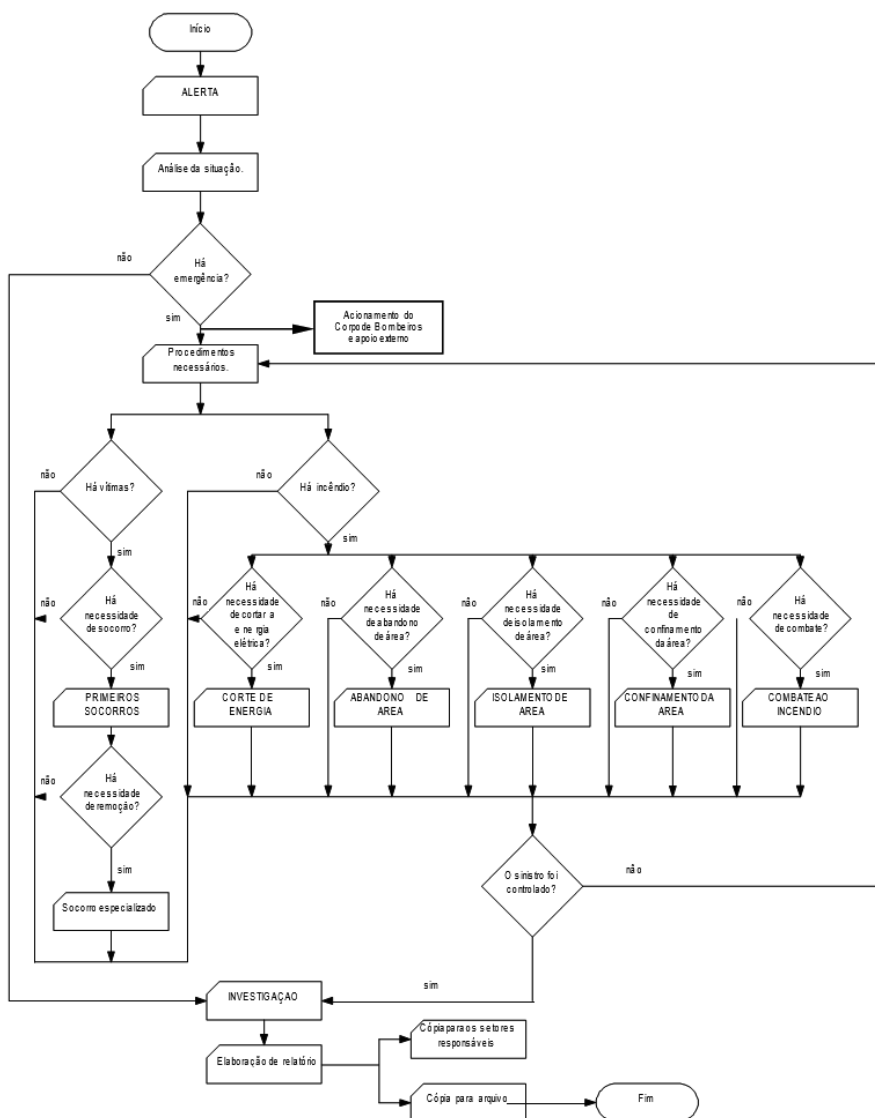 Início
ALERTA
Análise da situação.
não
Há
emergência?
sim
Acionamento do
Corpo de Bombeiros
e apoio externo
Procedimentos
necessários.
não
Há vítimas?
sim
não
Há incêndio?
sim
não
Há
necessidade
de socorro?
sim
não
Há
necessidade
de cortar a
energia
elétrica?
sim
não
Há
necessidade
de abandono
de área?
sim
não
Há
necessidade
de isolamento
de área?
sim
não
Há
necessidade
de
confinamento
da área?
sim
não
Há
necessidade
de combate?
sim
PRIMEIROS
SOCORROS
CORTE DE
ENERGIA
ABANDONO DE
AREA
ISOLAMENTO DE
AREA
CONFINAMENTO DA
AREA
COMBATE AO
INCENDIO
não
Há
necessidade
de remoção?
sim
Socorro especializado
O sinistro foi
controlado?
não
sim
INVESTIGAÇAO
Elaboração de relatório
Cópia para os setores
responsáveis
Cópia para arquivo
Fim